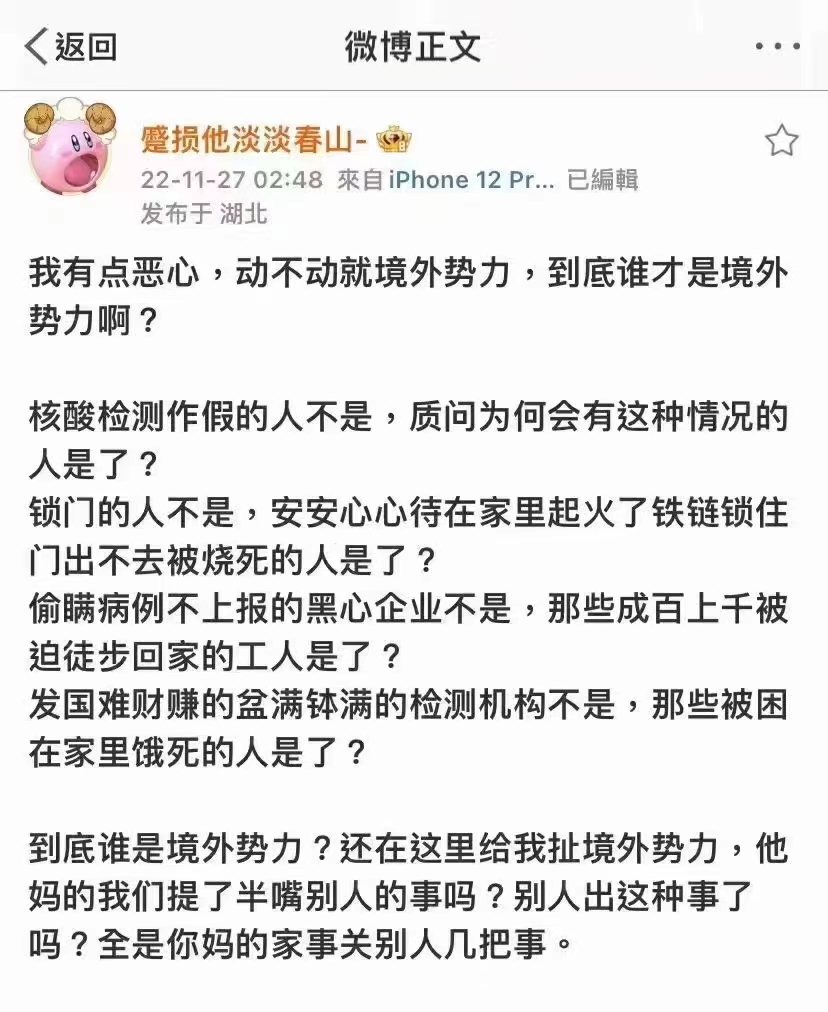 返回
微博正文
蹙损他淡淡春山-
22-11-27 02:48 來自 iPhone 12 Pr... 已編輯
发布于 湖北
我有点恶心，动不动就境外势力，到底谁才是境外
势力啊？
核酸检测作假的人不是，质问为何会有这种情况的
人是了？
锁门的人不是，安安心心待在家里起火了铁链锁住
门出不去被烧死的人是了？
偷瞒病例不上报的黑心企业不是，那些成百上千被
迫徒步回家的工人是了？
发国难财赚的盆满钵满的检测机构不是，那些被困
在家里饿死的人是了？
到底谁是境外势力？还在这里给我扯境外势力，他
妈的我们提了半嘴别人的事吗？别人出这种事了
吗？全是你妈的家事关别人几把事。